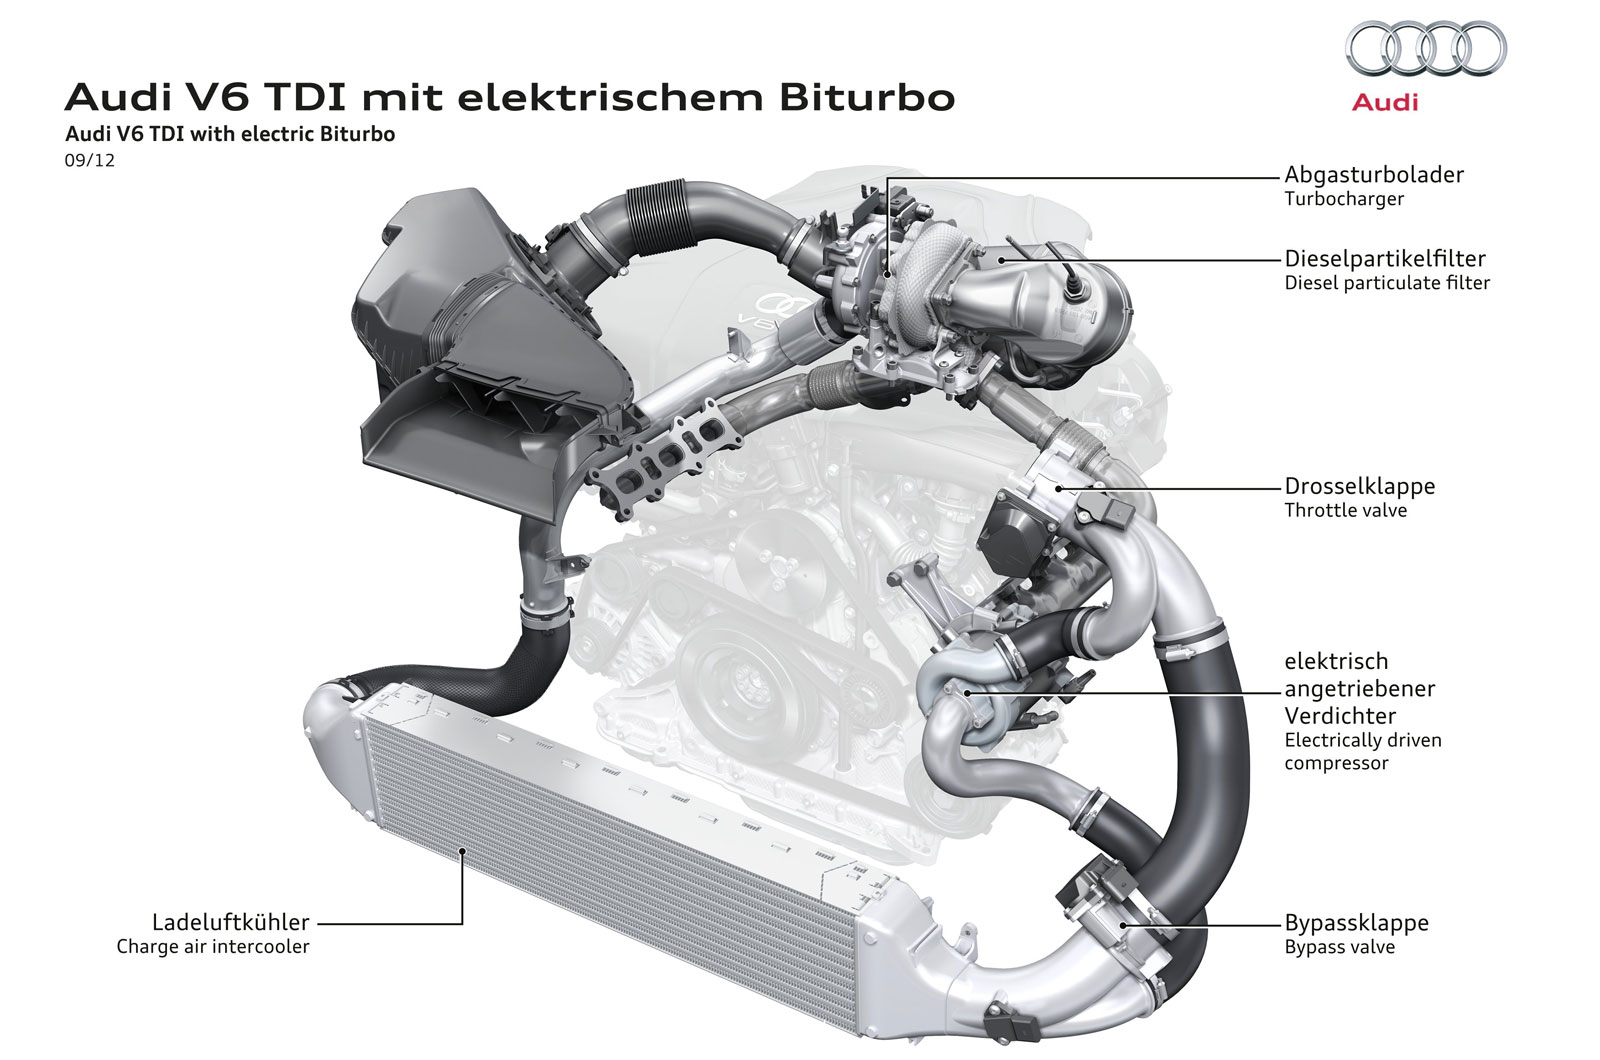 Audi V6 TDI mit elektrischem Biturbo
Audi V6 TDI with electric Biturbo
09/12
Audi
Abgasturbolader
Turbocharger
Dieselpartikelfilter
Diesel particulate filter
Drosselklappe
Throttle valve
elektrisch
angetriebener
Verdichter
Electrically driven
compressor
Ladeluftkühler
Charge air intercooler
Bypassklappe
Bypass valve